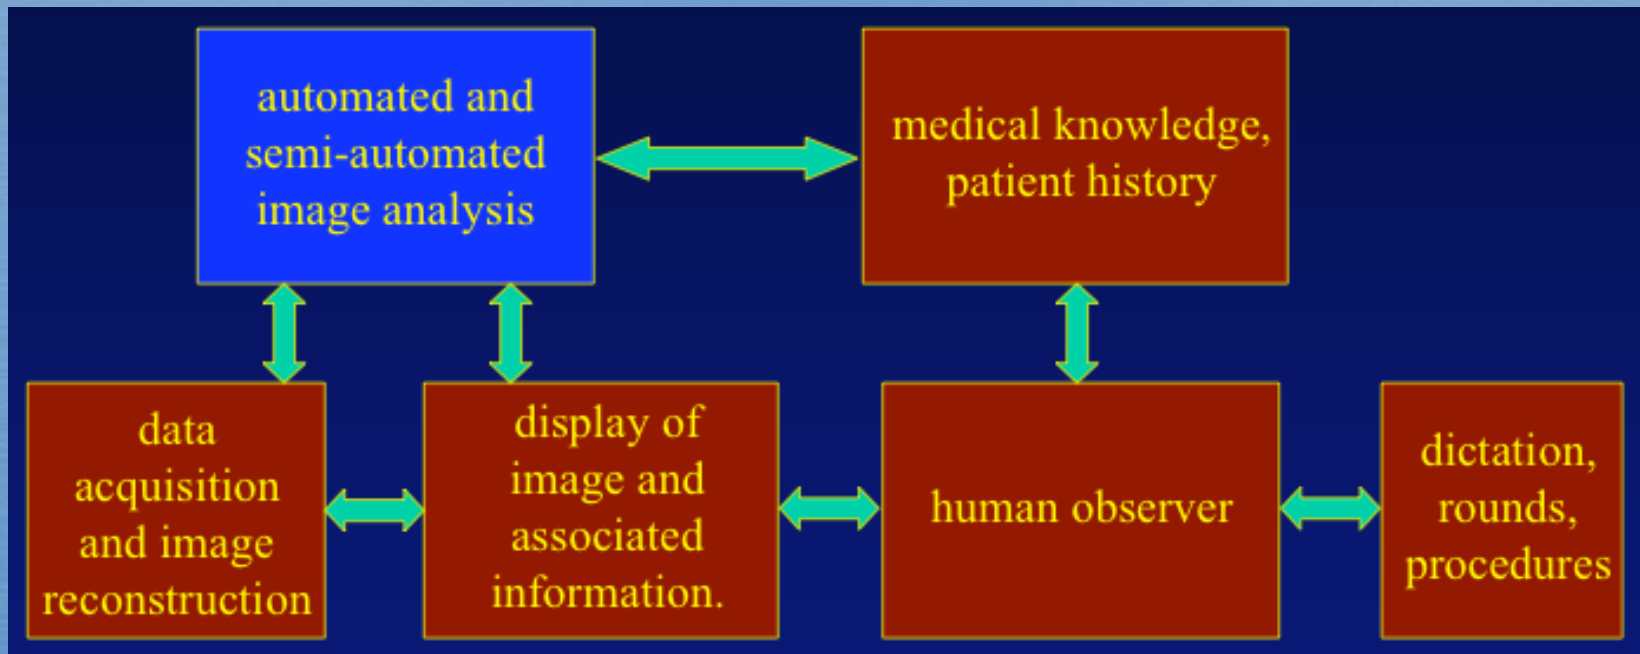 automated and
semi-automated
image analysis
medical knowledge,
patient history
data
acquisition
and image
reconstruction
display of
image and
associated
information.
human observer
dictation,
rounds,
procedures